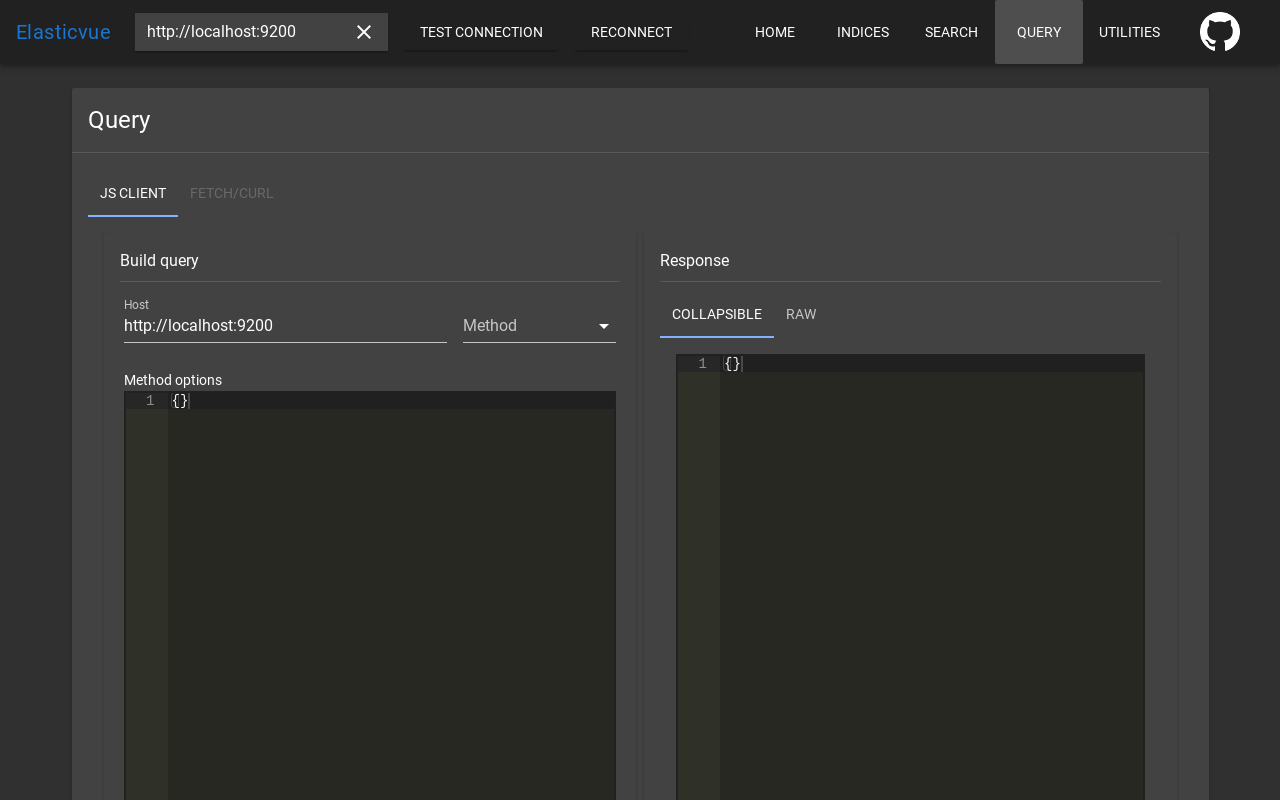 Elasticvue
http://localhost:9200
TEST CONNECTION
RECONNECT
HOME
INDICES
SEARCH
QUERY
UTILITIES
Query
JS CLIENT
FETCH/CURL
Build query
Host
http://localhost:9200
Method
Method options
1
{}
Response
COLLAPSIBLE
RAW
1
{}